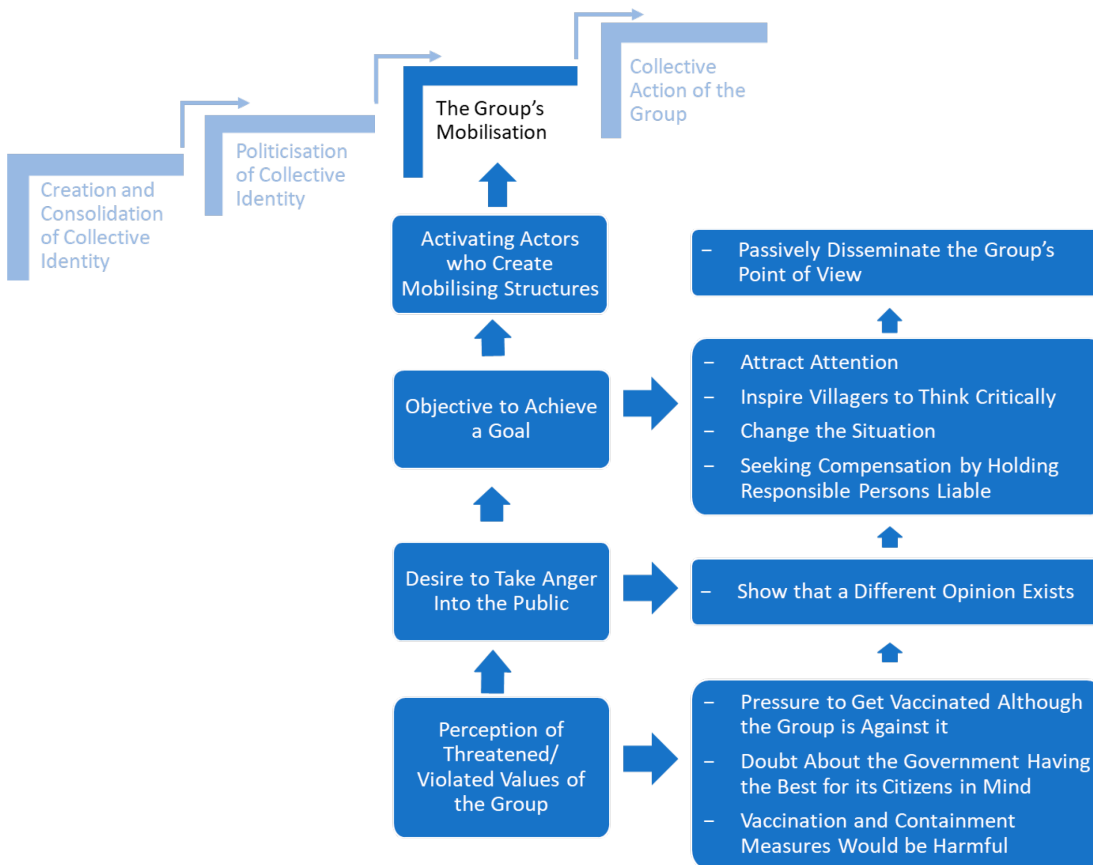 Collective
Action of the
Group
The Group's
Mobilisation
Politicisation
of Collective
Identity
Creation and
Consolidation
of Collective
Identity
Activating Actors
who Create
Mobilising Structures
– Passively Disseminate the Group's
Point of View
Objective to Achieve
a Goal
– Attract Attention
– Inspire Villagers to Think Critically
– Change the Situation
– Seeking Compensation by Holding
Responsible Persons Liable
Desire to Take Anger
Into the Public
– Show that a Different Opinion Exists
Perception of
Threatened/
Violated Values of
the Group
– Pressure to Get Vaccinated Although
the Group is Against it
– Doubt About the Government Having
the Best for its Citizens in Mind
– Vaccination and Containment
Measures Would be Harmful